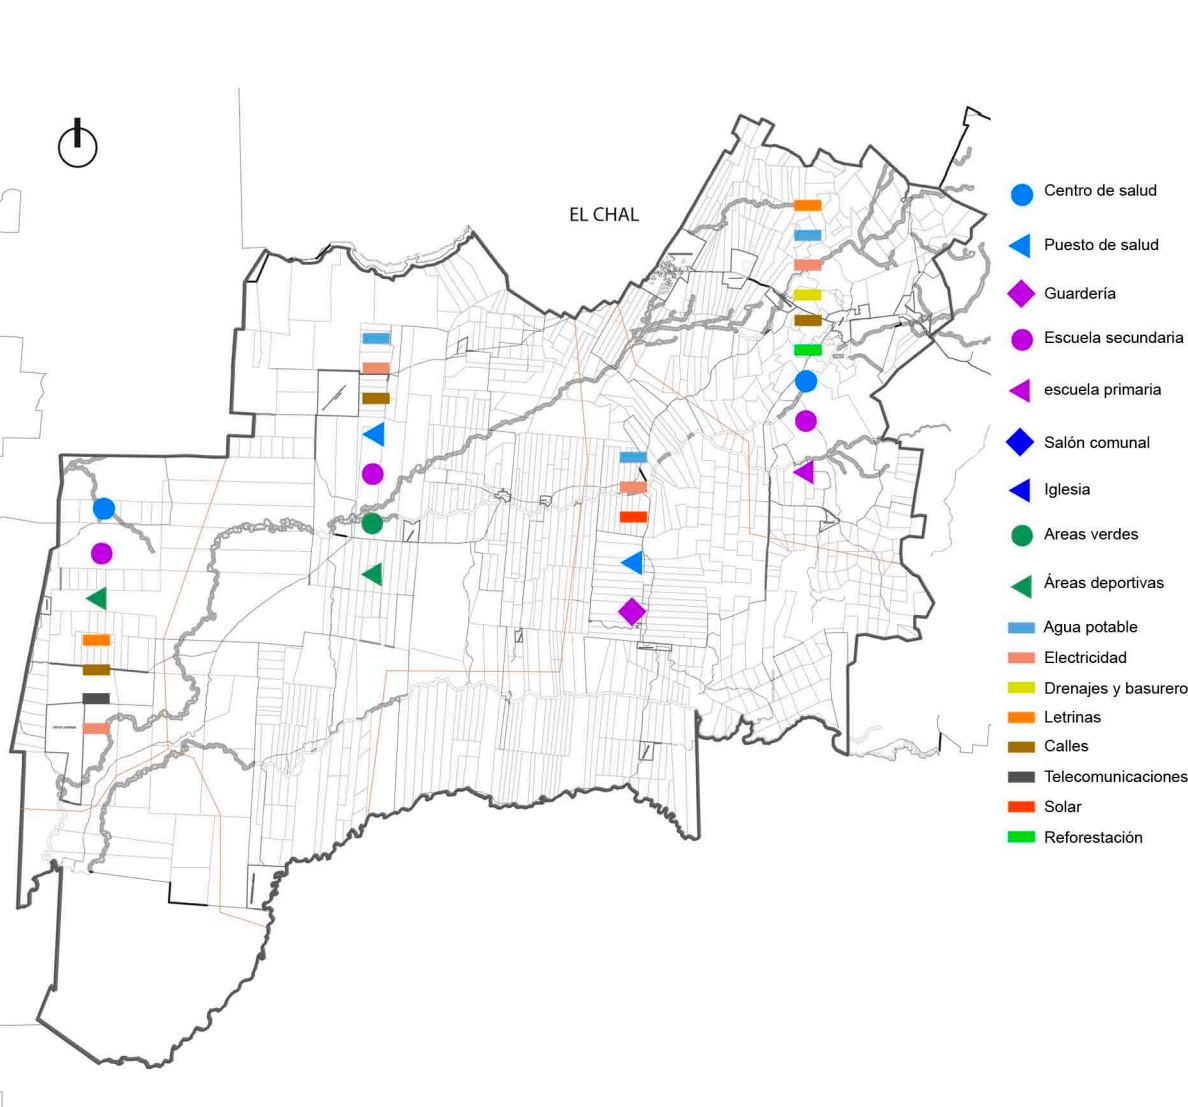 EL CHAL
Centro de salud
Puesto de salud
Guardería
Escuela secundaria
escuela primaria
Salón comunal
Iglesia
Areas verdes
Áreas deportivas
Agua potable
Electricidad
Drenajes y basurero
Letrinas
Calles
Telecomunicaciones
Solar
Reforestación